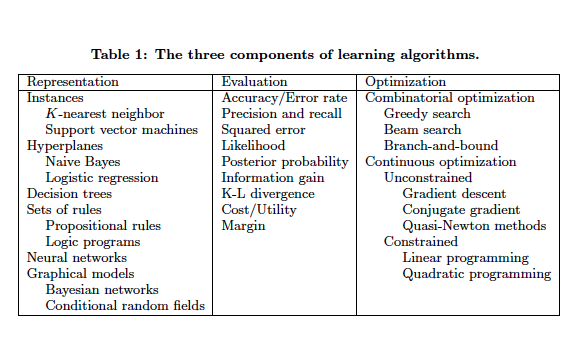 Table 1: The three components of learning algorithms.
Representation Evaluation Optimization
Instances Accuracy/Error rate Combinatorial optimization
K-nearest neighbor Precision and recall Greedy search
Support vector machines Squared error Beam search
Hyperplanes Likelihood Branch-and-bound
Naive Bayes Posterior probability Continuous optimization
Logistic regression Information gain Unconstrained
Decision trees K-L divergence Gradient descent
Sets of rules Cost/Utility Conjugate gradient
Propositional rules Margin Quasi-Newton methods
Logic programs Constrained
Neural networks Linear programming
Graphical models Quadratic programming
Bayesian networks
Conditional random fields